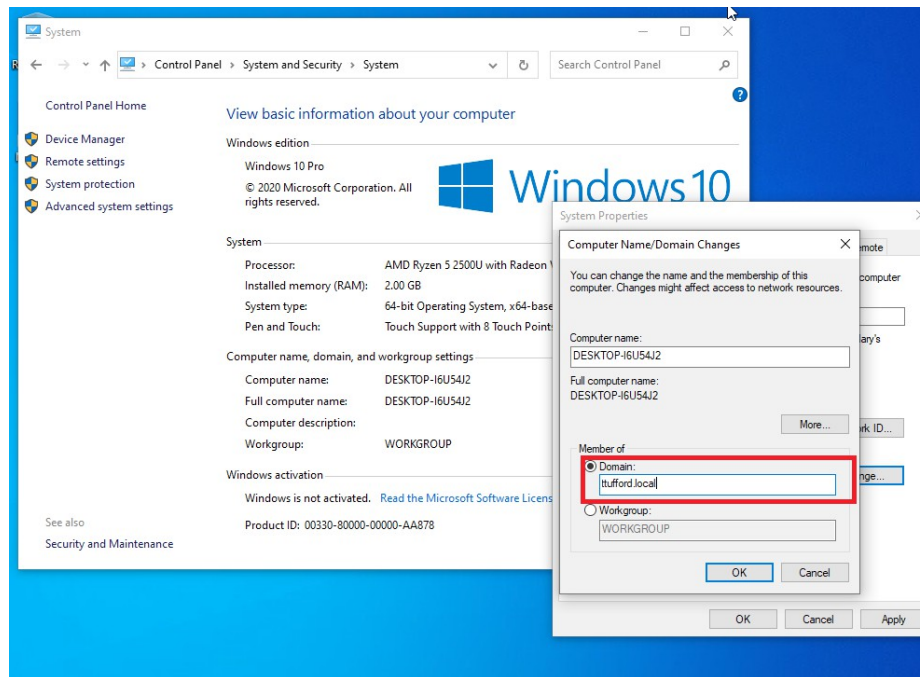 System
Control Panel > System and Security > System
Search Control Panel
Control Panel Home
Device Manager
Remote settings
System protection
Advanced system settings
See also
Security and Maintenance
?
View basic information about your computer
Windows edition
Windows 10 Pro
© 2020 Microsoft Corporation. All
rights reserved.
Windows 10
System
Processor: AMD Ryzen 5 2500U with Radeon
Installed memory (RAM): 2.00 GB
System type: 64-bit Operating System, x64-base
Pen and Touch: Touch Support with 8 Touch Point
Computer name, domain, and workgroup settings
Computer name: DESKTOP-I6U54J2
Full computer name: DESKTOP-I6U54J2
Computer description:
Workgroup: WORKGROUP
Windows activation
Windows is not activated. Read the Microsoft Software Licens
Product ID: 00330-80000-00000-AA878
System Properties
emote
computer
ary's
rk ID...
nge...
OK Cancel Apply
Computer Name/Domain Changes
You can change the name and the membership of this
computer. Changes might affect access to network resources.
Computer name:
DESKTOP-I6U54J2
Full computer name:
DESKTOP-I6U54J2
More...
Member of
Domain:
ttufford.local
Workgroup:
WORKGROUP
OK Cancel